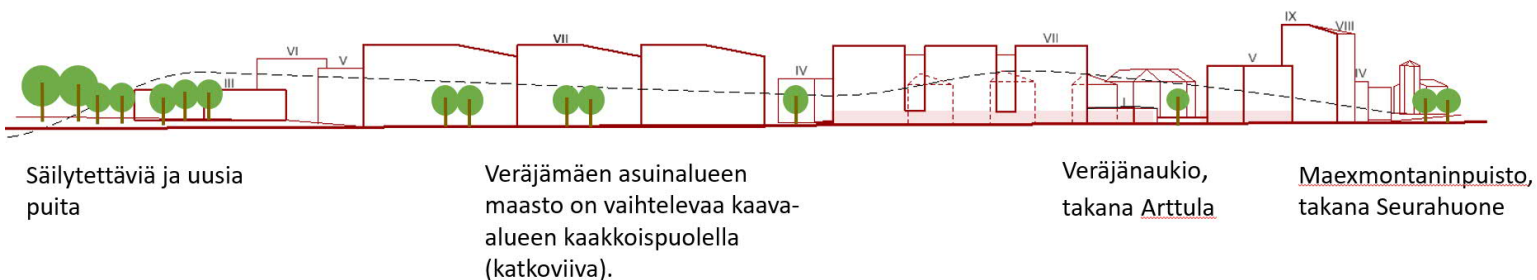 IX
VIII
VI
VII
VII
V
V
IV
IV
III
I
Säilytettäviä ja uusia
puita
Veräjämäen asuinalueen
maasto on vaihtelevaa kaava-
alueen kaakkoispuolella
(katkoviiva).
Veräjänaukio,
takana Arttula
Maexmontaninpuisto,
takana Seurahuone